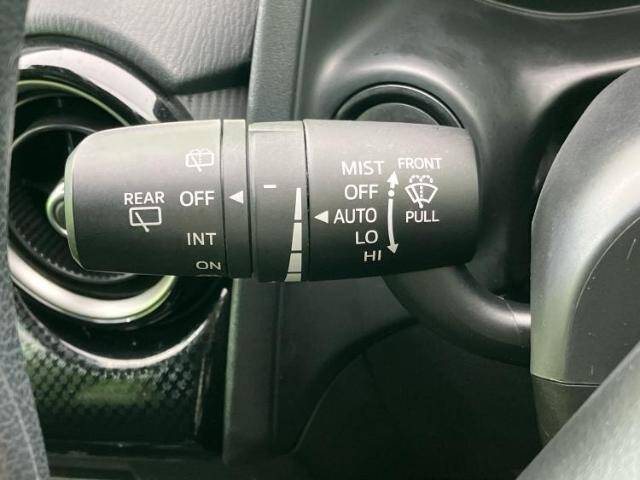 REAR
OFF
INT
ON
MIST
OFF
AUTO
LO
HI
FRONT
PULL